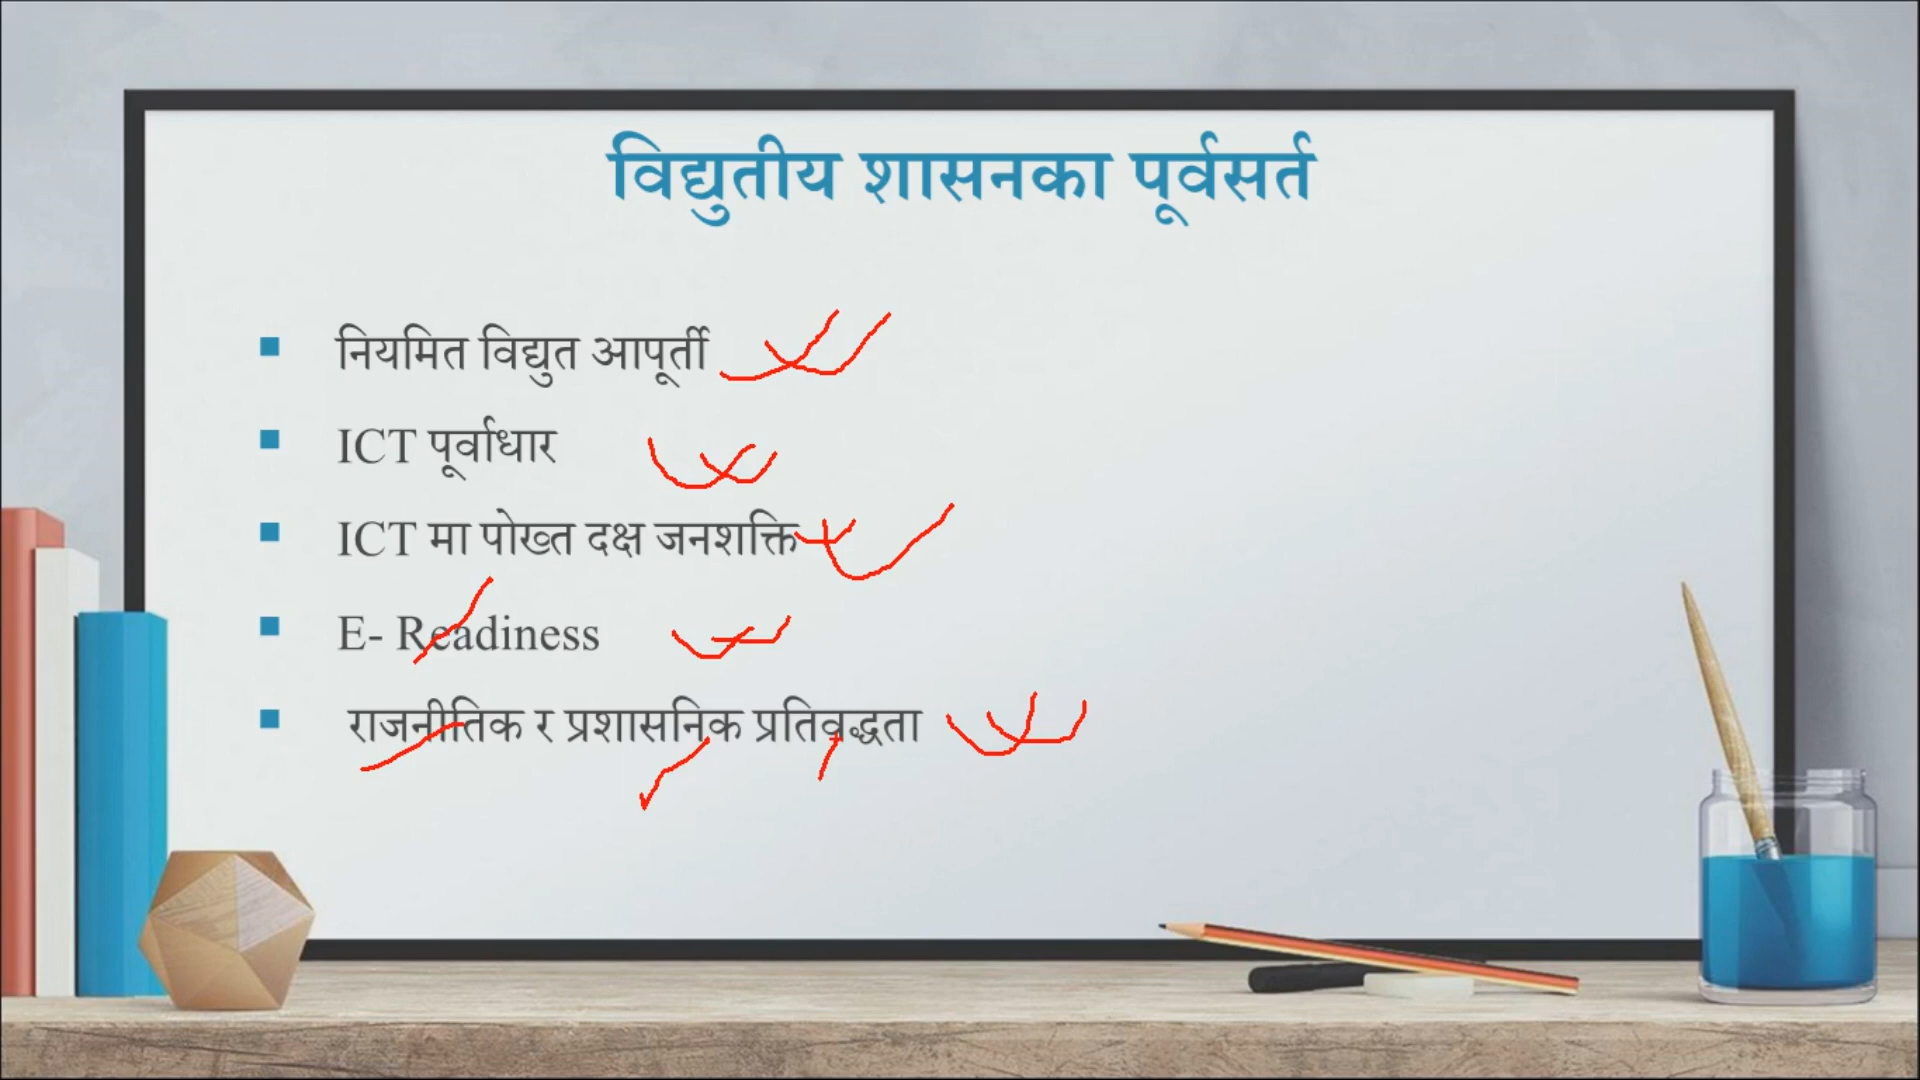 विद्युतीय शासनका पूर्वसर्त
नियमित विद्युत आपूर्ती
ICT पूर्वाधार
ICT मा पोख्त दक्ष जनशक्ति
E- Readiness
राजनीतिक र प्रशासनिक प्रतिवद्धता